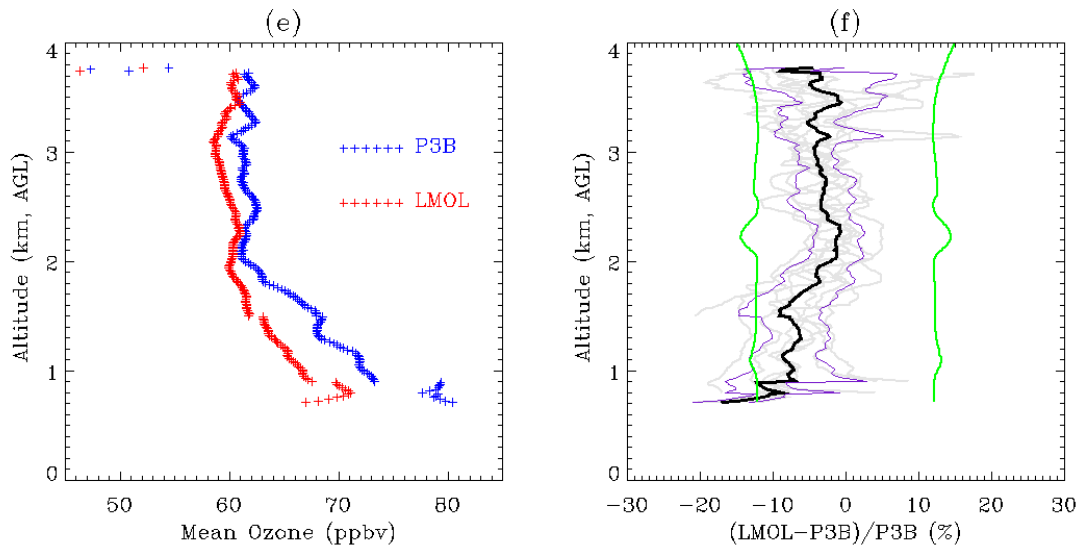 (e)
4
3
2
1
0
Altitude (km, AGL)
P3B
LMOL
50 60 70 80
Mean Ozone (ppbv)
(f)
4
3
2
1
0
Altitude (km, AGL)
−30 −20 −10 0 10 20 30
(LMOL−P3B)/P3B (%)